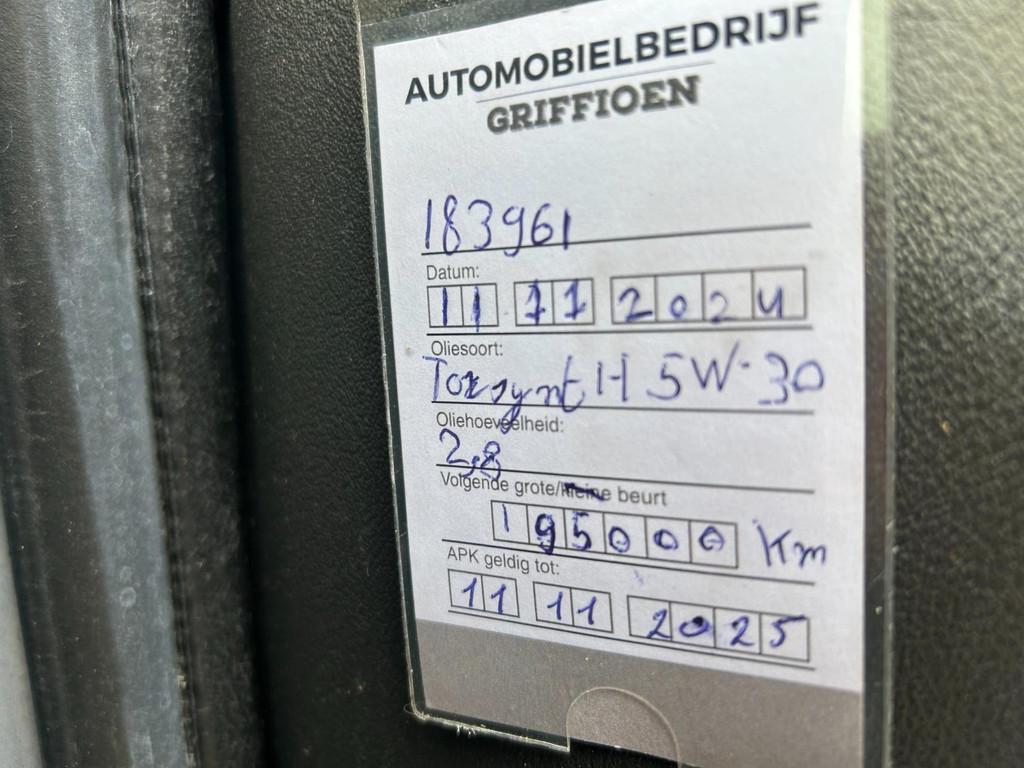 AUTOMOBIELBEDRIJF
GRIFFIOEN
183961
Datum:
11 11 2024
Oliesoort:
Torsynt H 5W-30
Oliehoeveelheid:
2,8
Volgende grote/kleine beurt
195000 Km
APK geldig tot:
11 11 2025